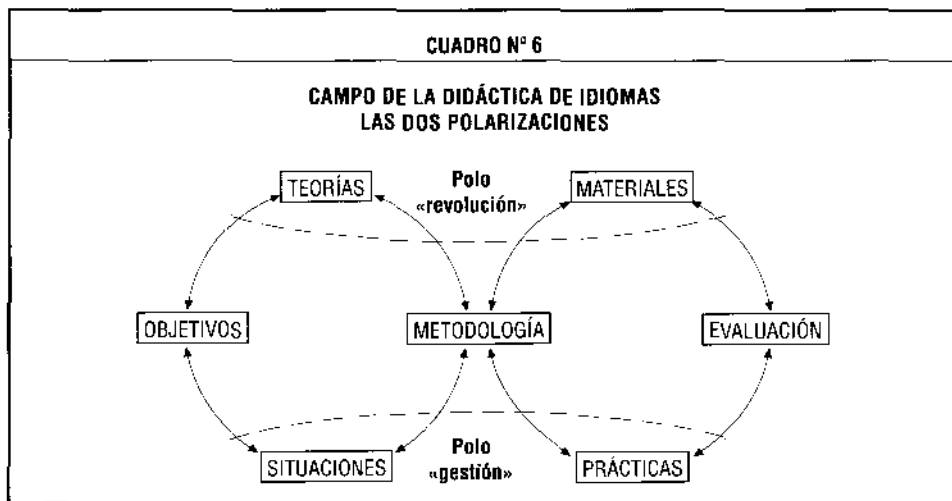 CUADRO Nº 6
CAMPO DE LA DIDÁCTICA DE IDIOMAS
LAS DOS POLARIZACIONES
TEORÍAS
Polo
«revolución»
MATERIALES
OBJETIVOS
METODOLOGÍA
EVALUACIÓN
SITUACIONES
Polo
«gestión»
PRÁCTICAS